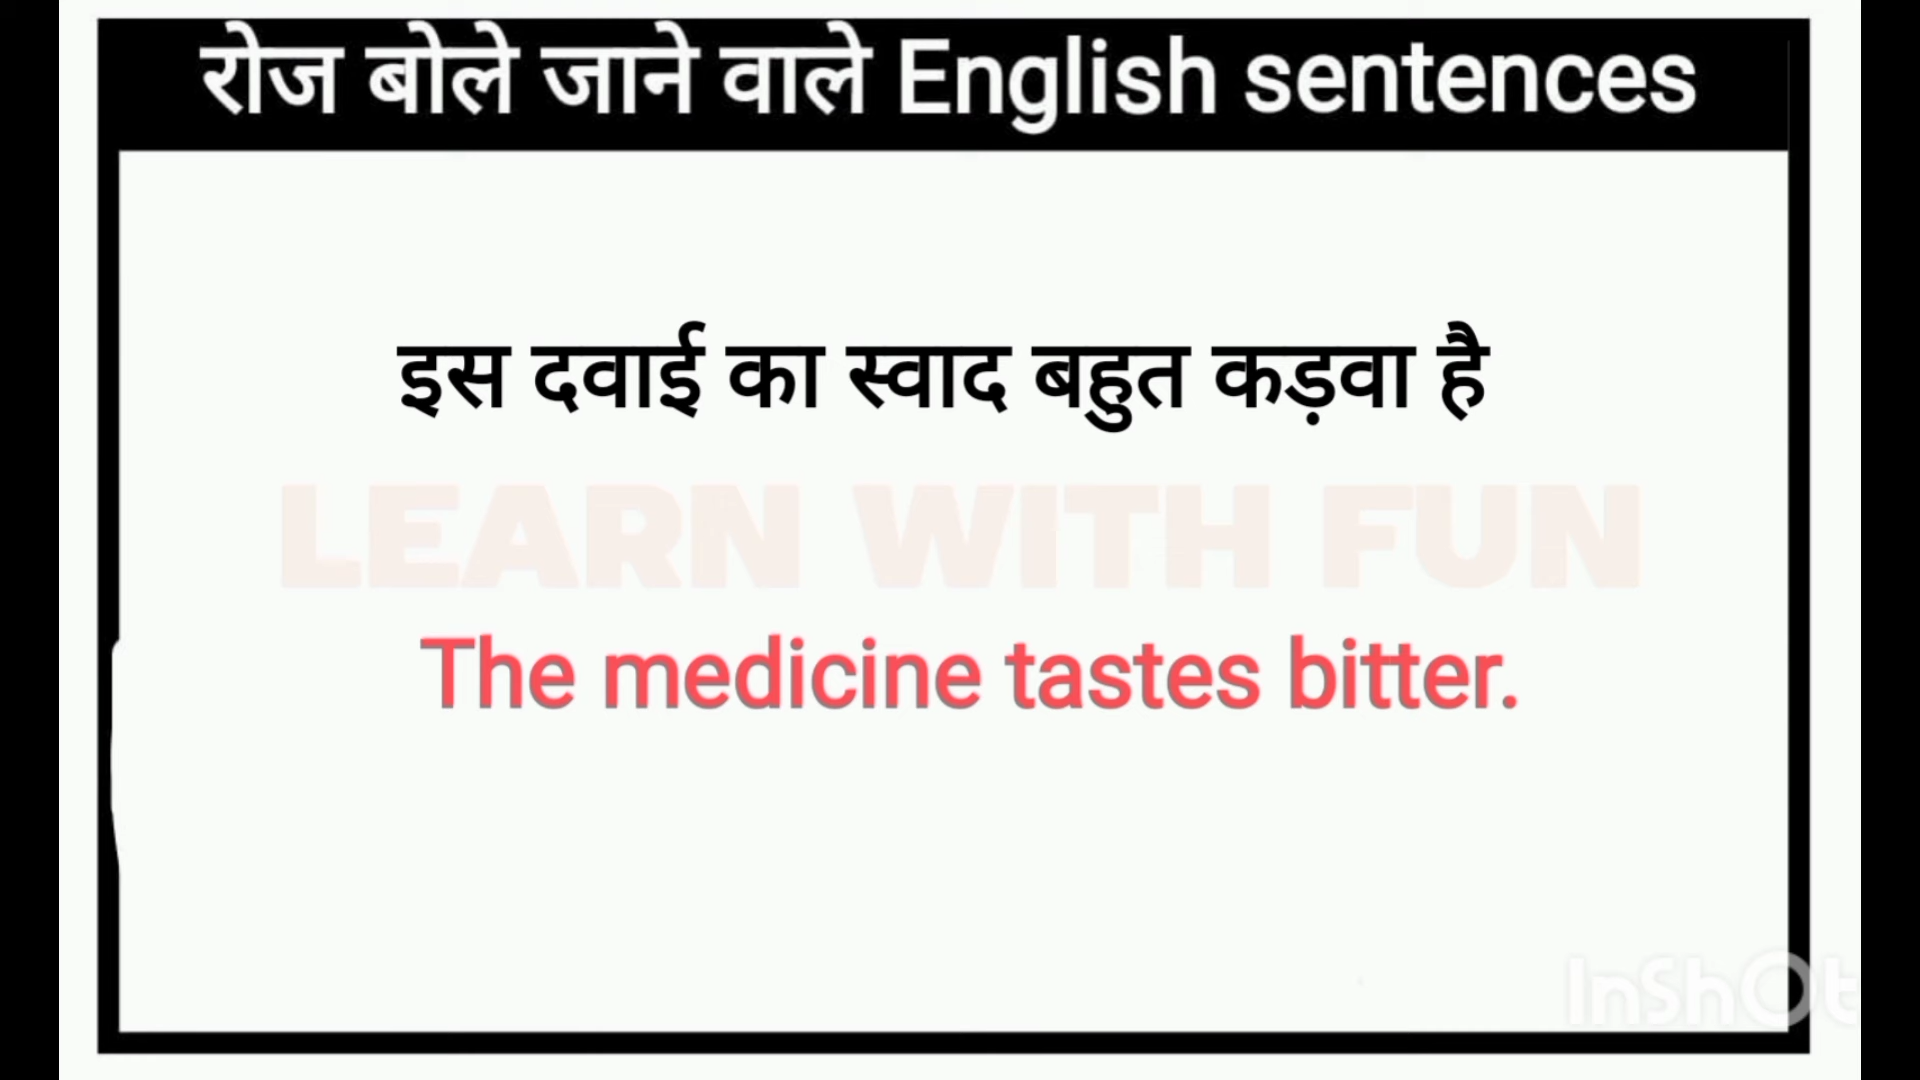 रोज बोले जाने वाले English sentences
इस दवाई का स्वाद बहुत कड़वा है
LEARN WITH FUN
The medicine tastes bitter.
InShOt